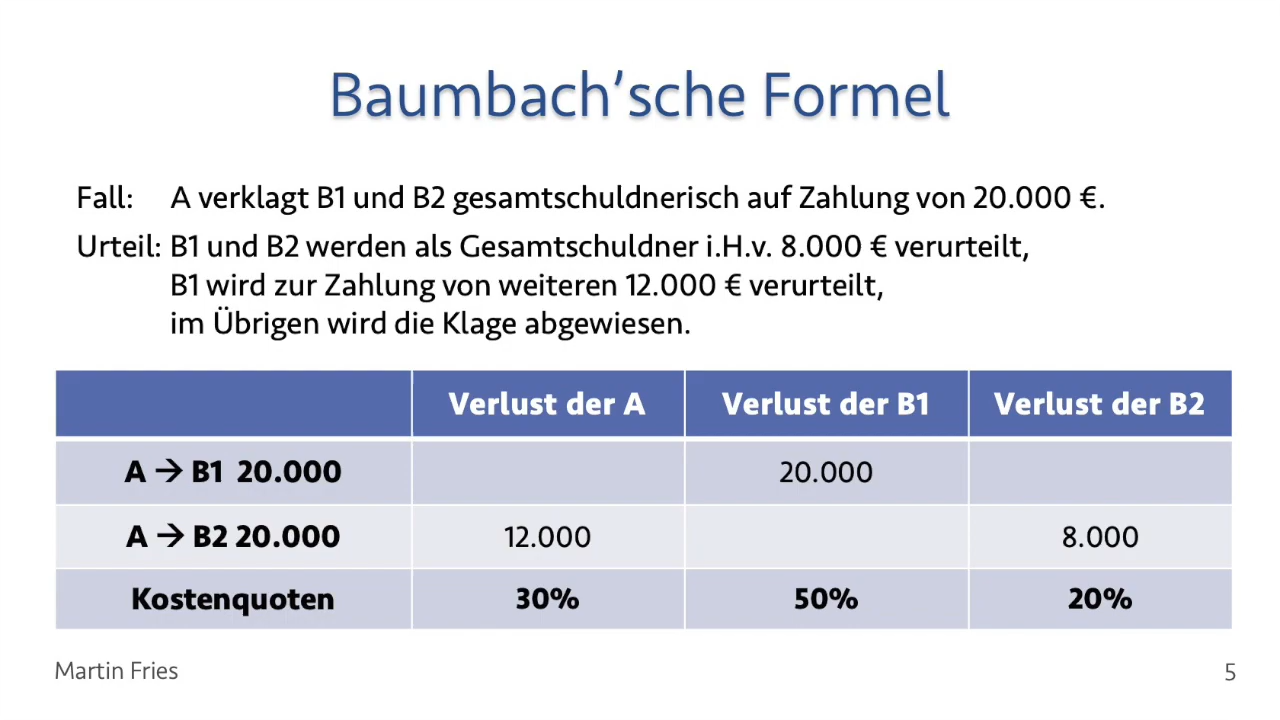 Baumbach’sche Formel
Fall: A verklagt B1 und B2 gesamtschuldnerisch auf Zahlung von 20.000 €.
Urteil: B1 und B2 werden als Gesamtschuldner i.H.v. 8.000 € verurteilt,
B1 wird zur Zahlung von weiteren 12.000 € verurteilt,
im Übrigen wird die Klage abgewiesen.
Verlust der A Verlust der B1 Verlust der B2
A → B1 20.000 20.000
A → B2 20.000 12.000 8.000
Kostenquoten 30% 50% 20%
Martin Fries 5